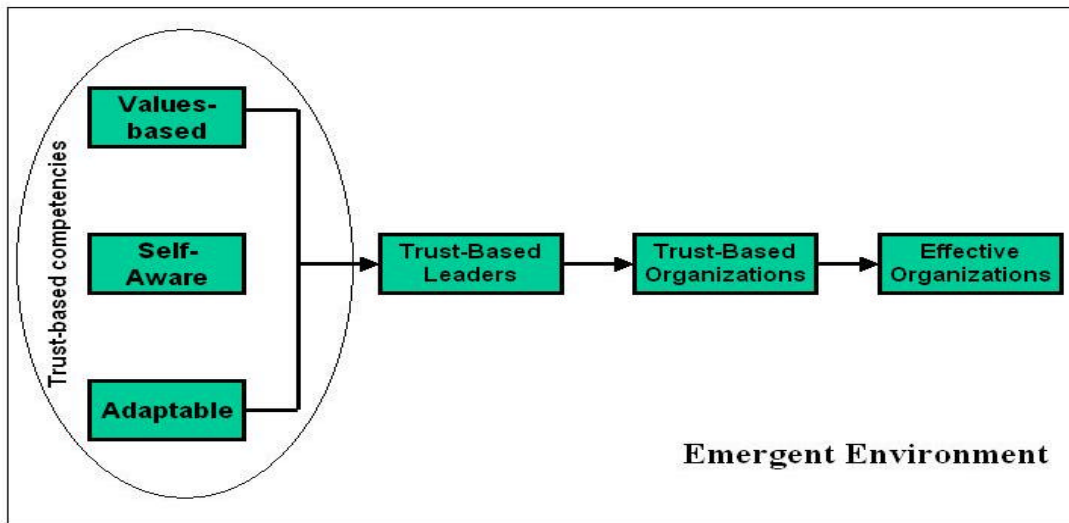 Trust-based competencies
Values-
based
Self-
Aware
Adaptable
Trust-Based
Leaders
Trust-Based
Organizations
Effective
Organizations
Emergent Environment